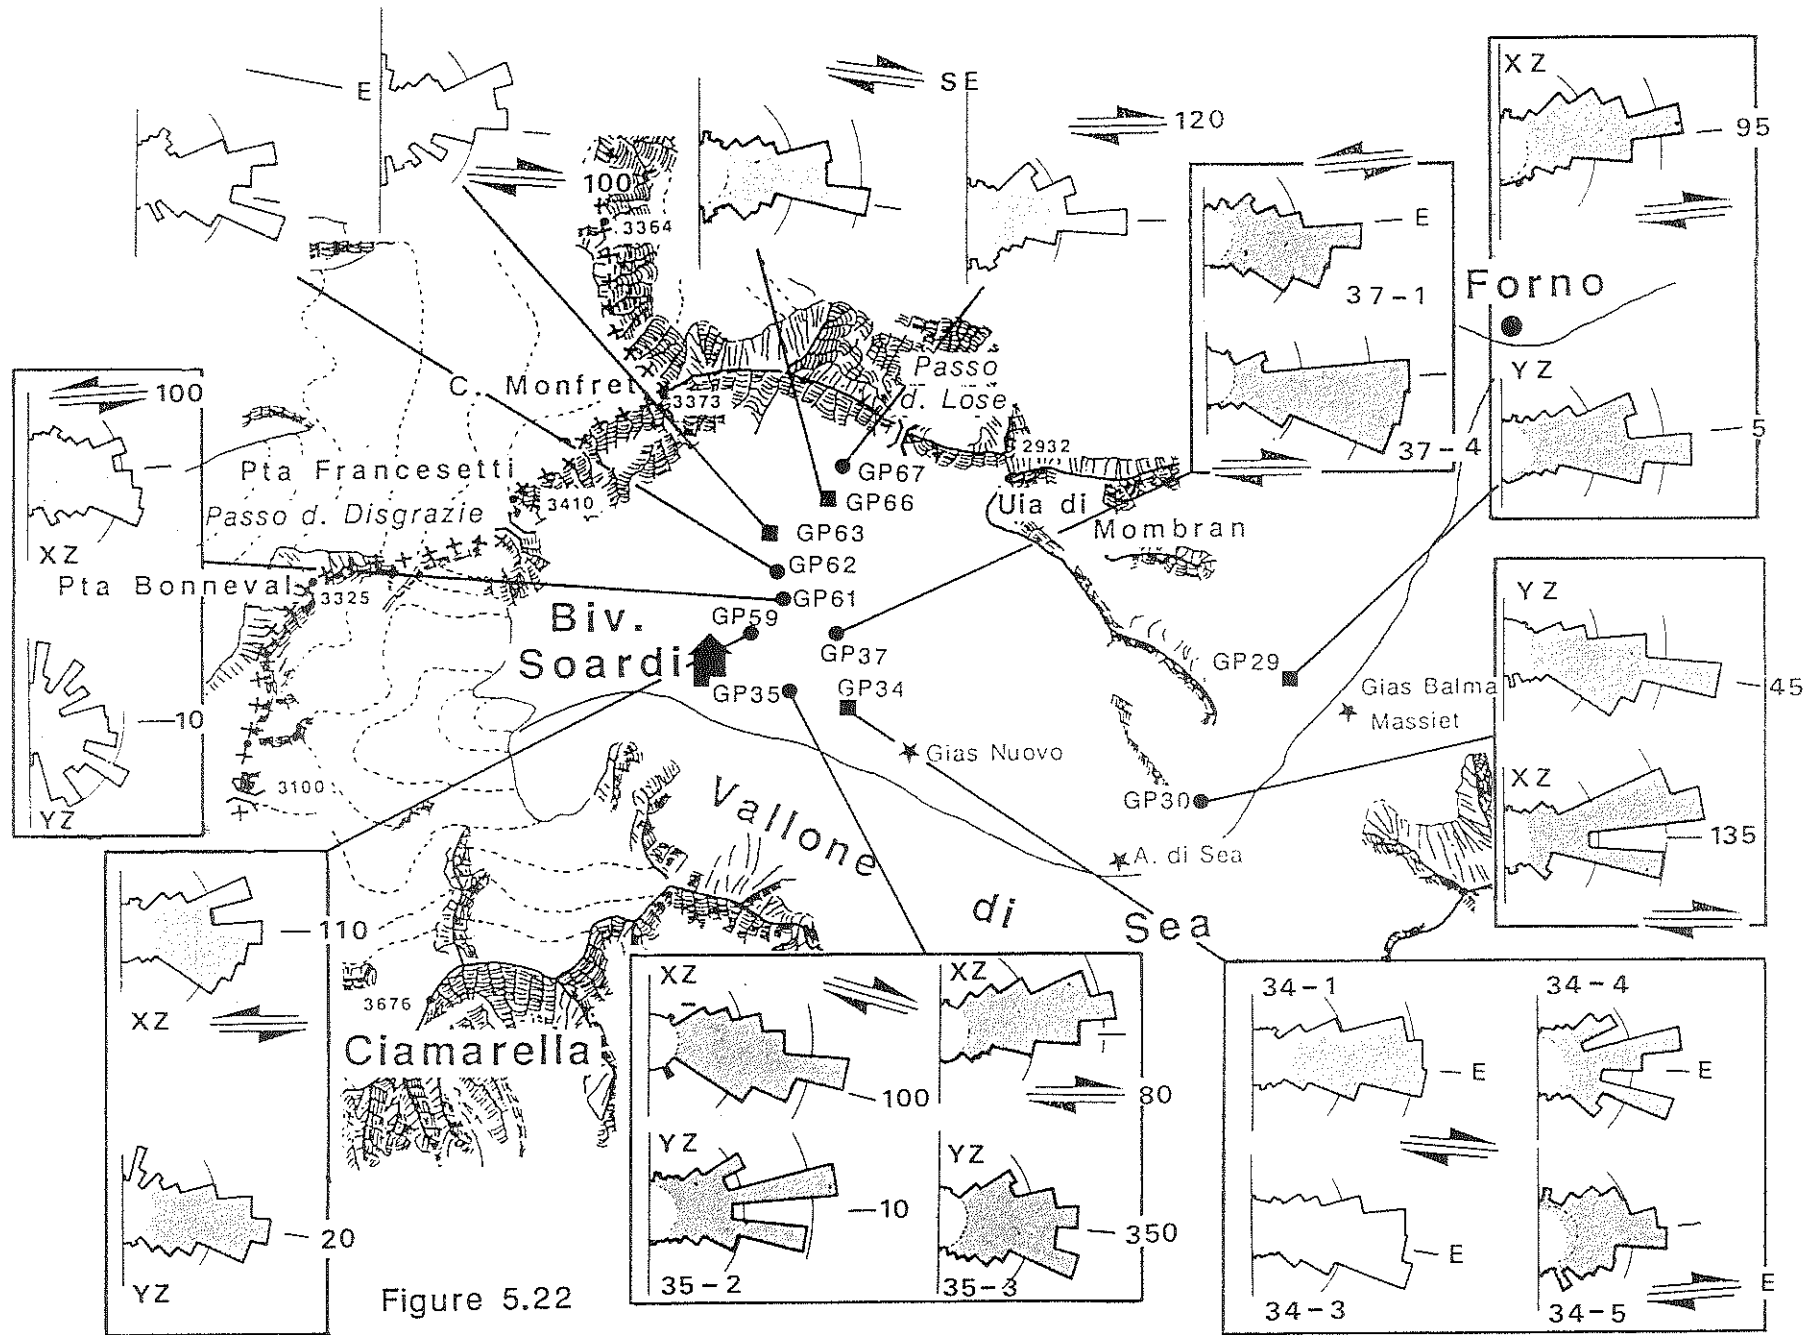 E
SE
120
100
3364
XZ
95
E
37-1
37-4
Forno
YZ
5
100
XZ
10
YZ
C. Monfret
3373
Passo
d. Lose
2932
Pta Francesetti
3410
Passo d. Disgrazie
Pta Bonneval
3325
3100
GP67
GP66
GP63
GP62
GP61
GP59
GP37
GP35
GP34
GP29
GP30
Uia di
Mombran
Biv.
Soardi
Gias Balma
Massiet
Gias Nuovo
A. di Sea
Vallone
di
Sea
YZ
45
XZ
135
110
XZ
20
YZ
3676
Ciamarella
XZ
100
YZ
10
35-2
XZ
80
YZ
350
35-3
34-1
E
34-3
E
34-4
E
34-5
E
Figure 5.22